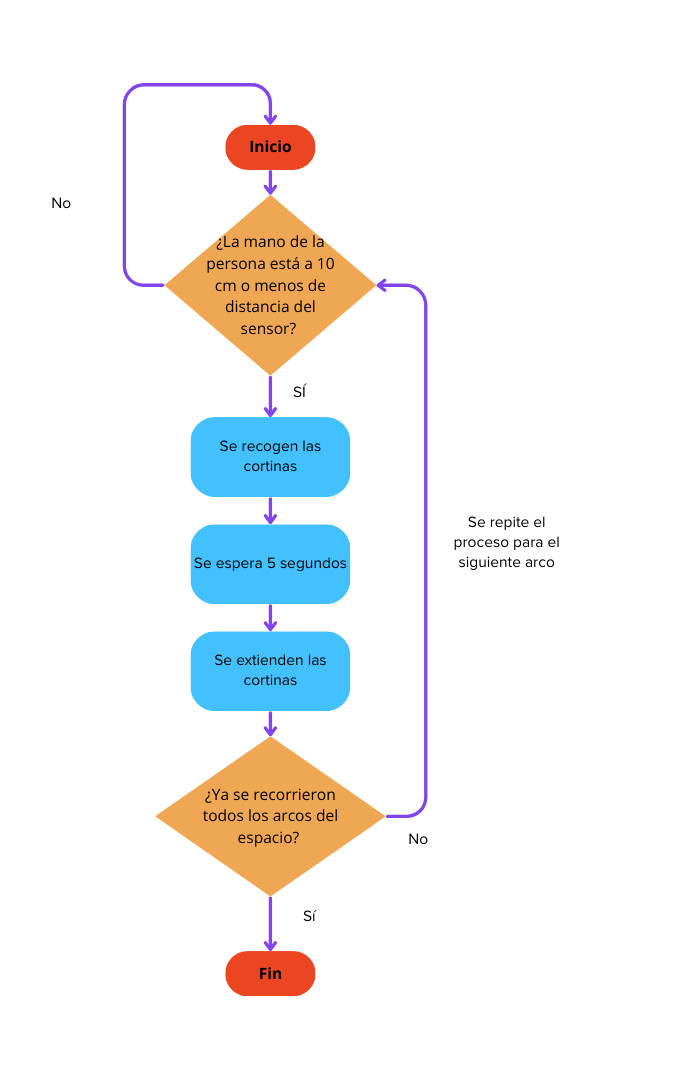 Inicio
No
¿La mano de la
persona está a 10
cm o menos de
distancia del
sensor?
SÍ
Se recogen las
cortinas
Se repite el
proceso para el
siguiente arco
Se espera 5 segundos
Se extienden las
cortinas
¿Ya se recorrieron
todos los arcos del
espacio?
No
Sí
Fin